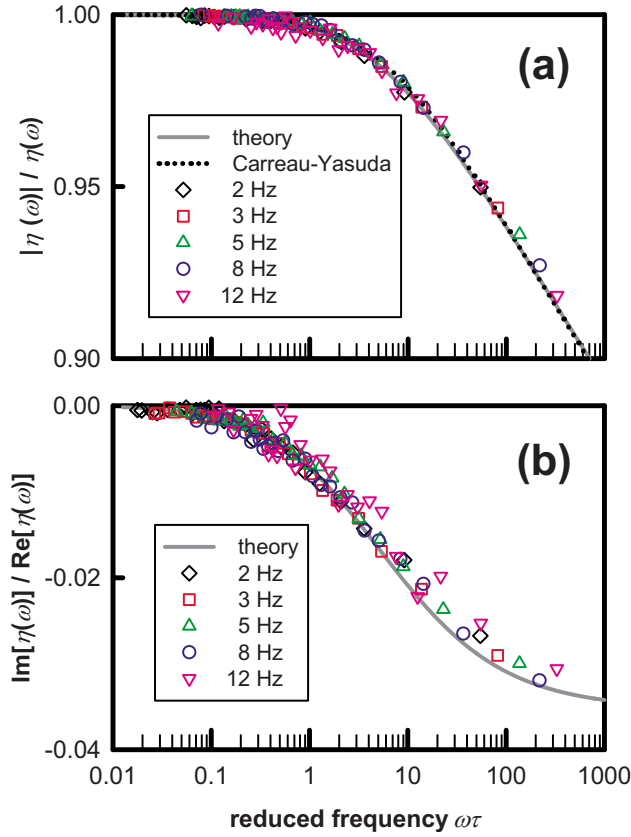 1.00
(a)
|η (ω)| / η(ω)
theory
Carreau-Yasuda
2 Hz
3 Hz
5 Hz
8 Hz
12 Hz
0.95
0.90
0.00
(b)
Im[η(ω)] / Re[η(ω)]
theory
2 Hz
3 Hz
5 Hz
8 Hz
12 Hz
-0.02
-0.04
0.01 0.1 1 10 100 1000
reduced frequency ωτ